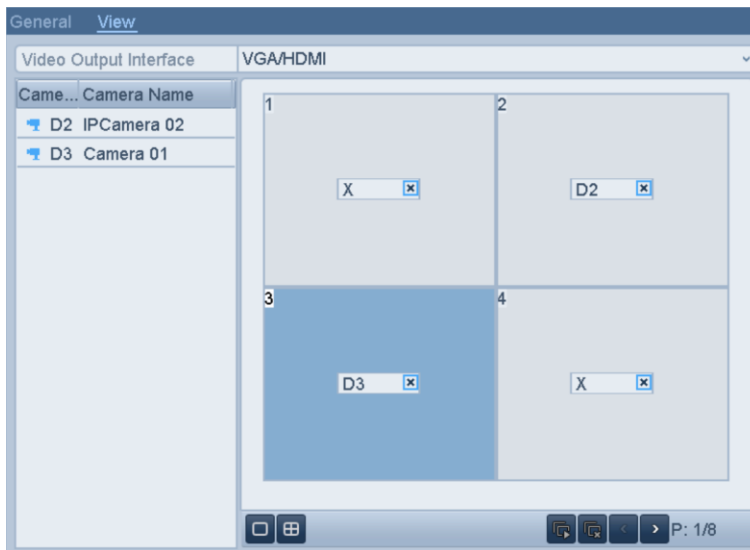 General View
Video Output Interface VGA/HDMI
Came... Camera Name
D2 IPCamera 02
D3 Camera 01
1 2
X D2
3 4
D3 X
P: 1/8